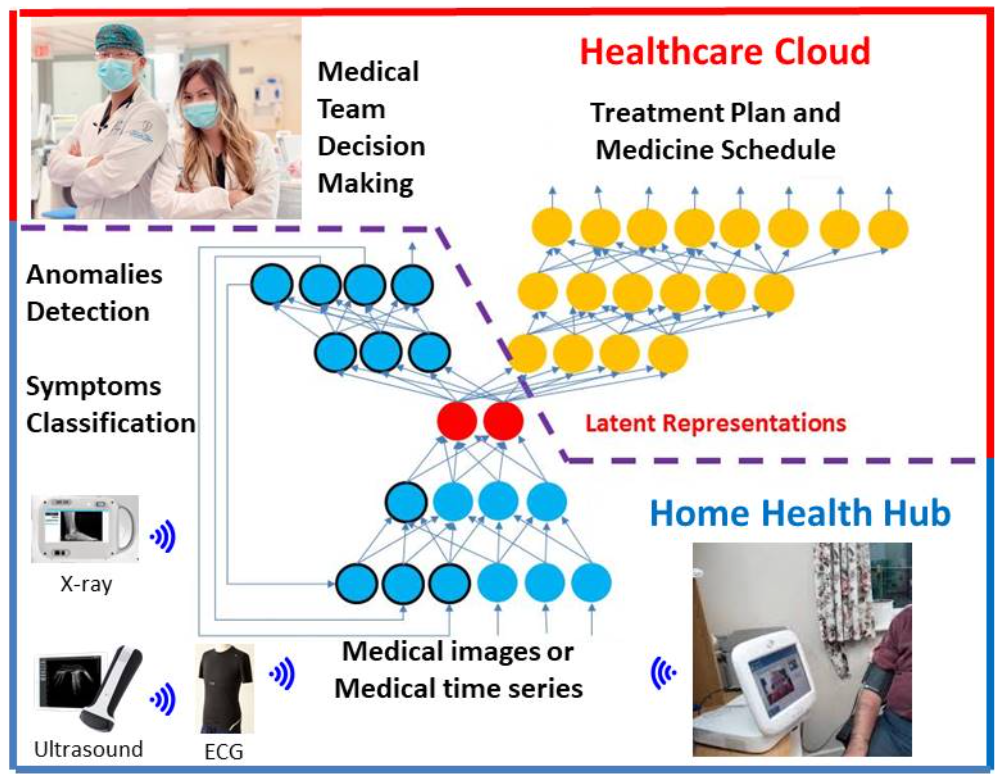 Healthcare Cloud
Medical
Team
Decision
Making
Treatment Plan and
Medicine Schedule
Anomalies
Detection
Symptoms
Classification
Latent Representations
Home Health Hub
X-ray
Medical images or
Medical time series
Ultrasound
ECG